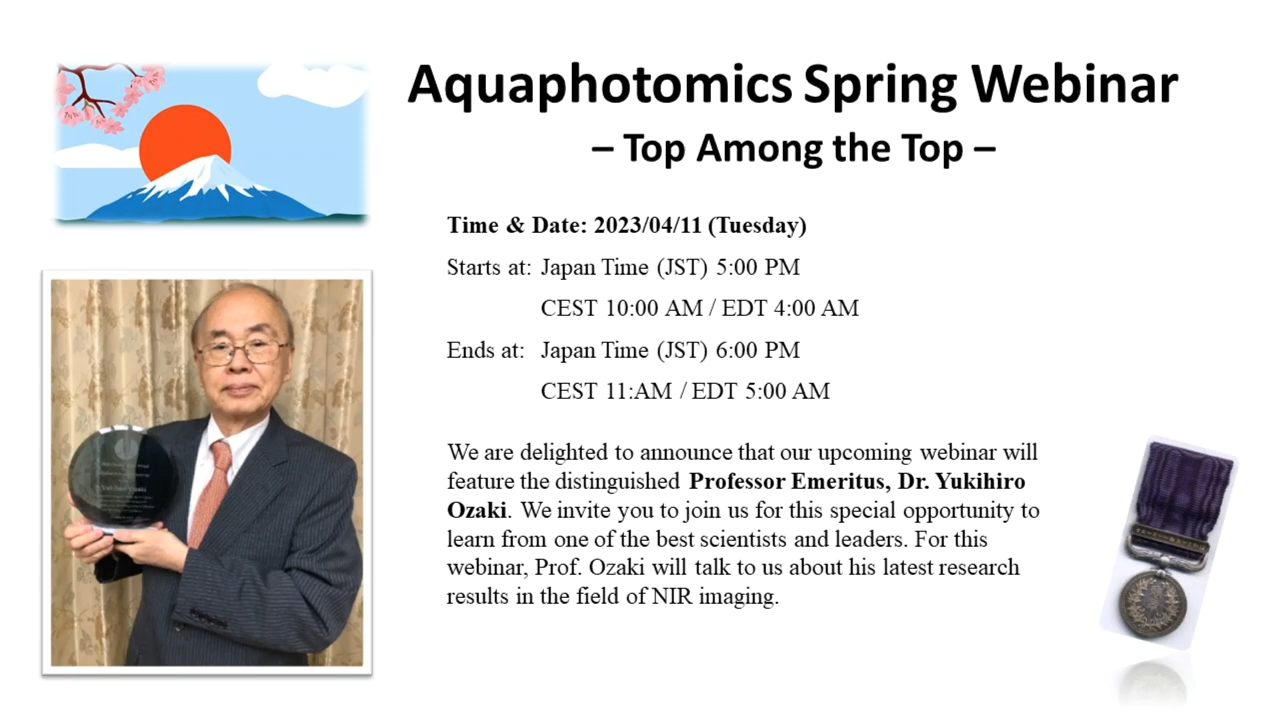 Aquaphotomics Spring Webinar
– Top Among the Top –
Time & Date: 2023/04/11 (Tuesday)
Starts at: Japan Time (JST) 5:00 PM
CEST 10:00 AM / EDT 4:00 AM
Ends at: Japan Time (JST) 6:00 PM
CEST 11:AM / EDT 5:00 AM
We are delighted to announce that our upcoming webinar will
feature the distinguished Professor Emeritus, Dr. Yukihiro
Ozaki. We invite you to join us for this special opportunity to
learn from one of the best scientists and leaders. For this
webinar, Prof. Ozaki will talk to us about his latest research
results in the field of NIR imaging.